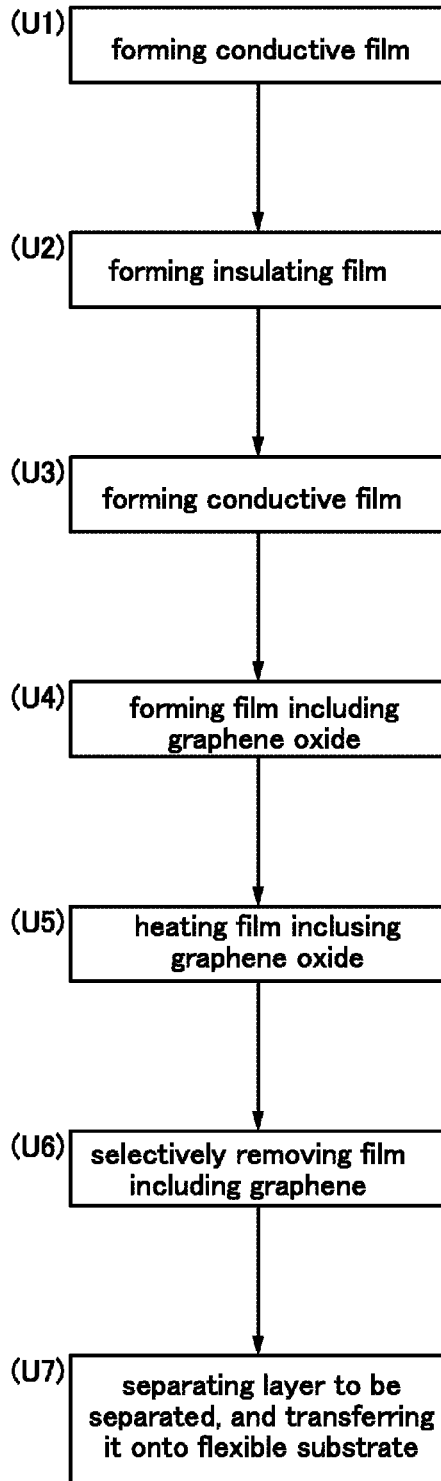 (U1)
forming conductive film
(U2)
forming insulating film
(U3)
forming conductive film
(U4)
forming film including
graphene oxide
(U5)
heating film inclusing
graphene oxide
(U6)
selectively removing film
including graphene
(U7)
separating layer to be
separated, and transferring
it onto flexible substrate